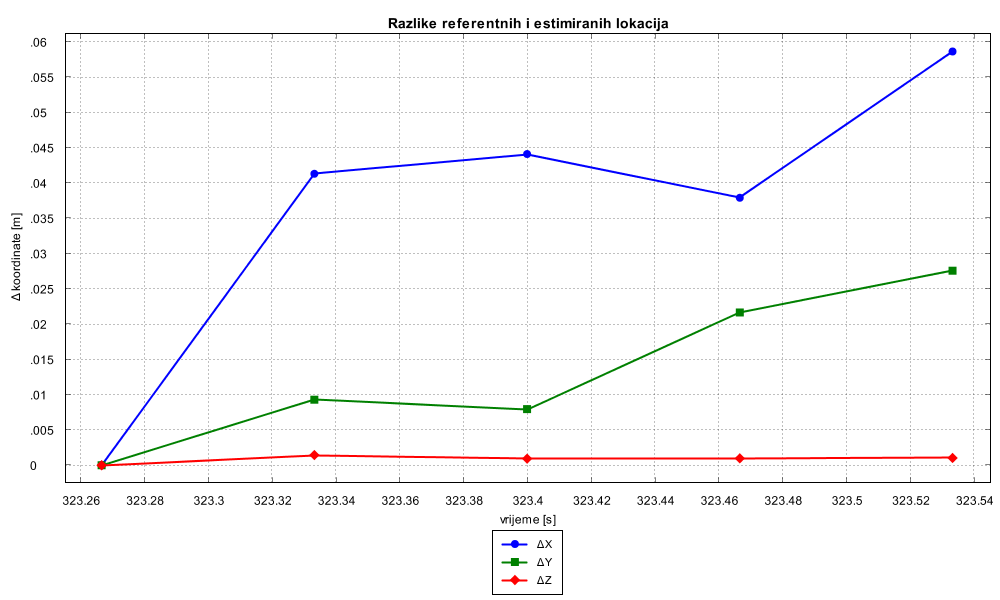 Razlike referentnih i estimiranih lokacija
.06
.055
.05
.045
.04
.035
.03
.025
.02
.015
.01
.005
0
Δ koordinate [m]
323.26 323.28 323.3 323.32 323.34 323.36 323.38 323.4 323.42 323.44 323.46 323.48 323.5 323.52 323.54
vrijeme [s]
ΔX
ΔY
ΔZ